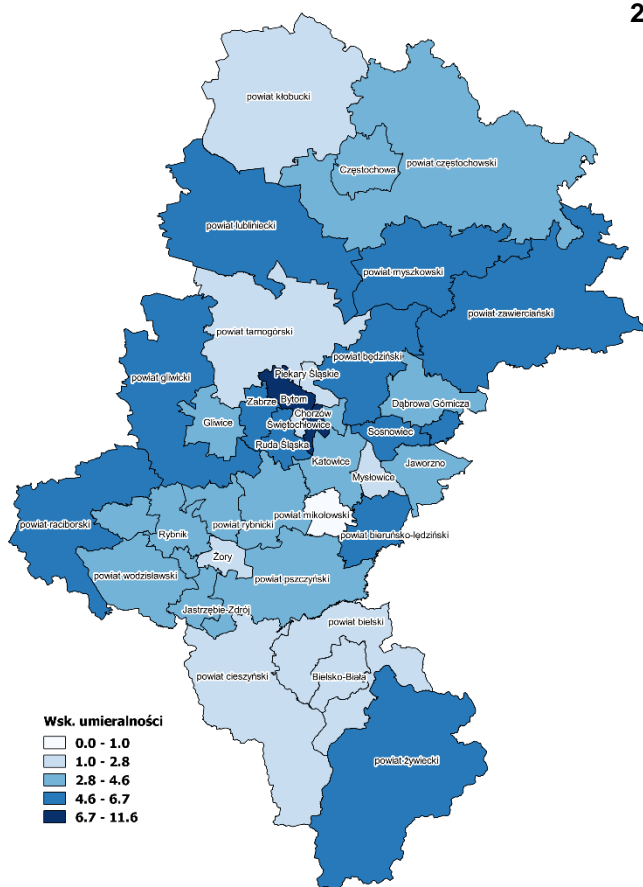 2
powiat kłobucki
Częstochowa
powiat częstochowski
powiat lubliniecki
powiat myszkowski
powiat zawierciański
powiat tarnogórski
powiat będziński
powiat gliwicki
Piekary Śląskie
Zabrze
Bytom
Dąbrowa Górnicza
Chorzów
Gliwice
Świętochłowice
Sosnowiec
Ruda Śląska
Katowice
Jaworzno
Mysłowice
powiat mikołowski
powiat raciborski
powiat rybnicki
Rybnik
powiat bieruńsko-lędziński
Żory
powiat wodzisławski
powiat pszczyński
Jastrzębie-Zdrój
powiat bielski
powiat cieszyński
Bielsko-Biała
powiat żywiecki
Wsk. umieralności
0.0 - 1.0
1.0 - 2.8
2.8 - 4.6
4.6 - 6.7
6.7 - 11.6